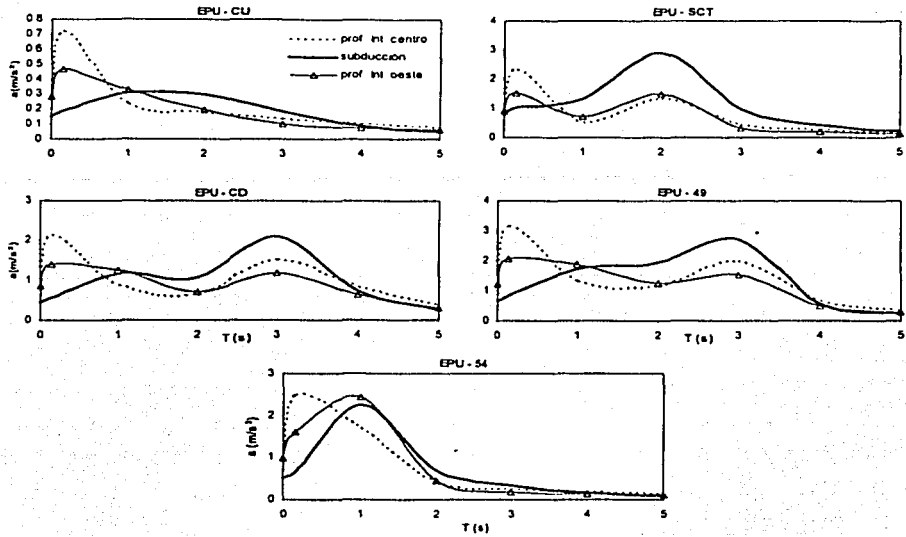 EPU - CU
0.8
0.7
0.6
0.5
0.4
0.3
0.2
0.1
0
a(m/s²)
prof. Int. centro
subducción
prof. Int. oeste
0 1 2 3 4 5
EPU - SCT
4
3
2
1
0
0 1 2 3 4 5
EPU - CD
3
2
1
0
a(m/s²)
0 1 2 3 4 5
T (s)
EPU - 49
4
3
2
1
0
0 1 2 3 4 5
T (s)
EPU - 54
3
2
1
0
a (m/s²)
0 1 2 3 4 5
T (s)